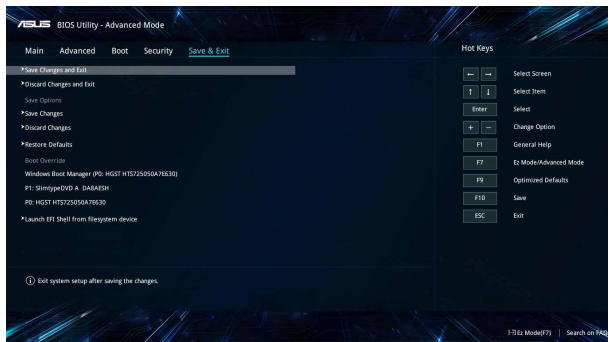 ASUS BIOS Utility - Advanced Mode
Main Advanced Boot Security Save & Exit
Hot Keys
Save Changes and Exit
Discard Changes and Exit
Save Options
Save Changes
Discard Changes
Restore Defaults
Boot Override
Windows Boot Manager (P0: HGST HTS725050A7E630)
P1: SlimtypeDVD A DA8AESH
P0: HGST HTS725050A7E630
Launch EFI Shell from filesystem device
← → Select Screen
↑ ↓ Select Item
Enter Select
+ − Change Option
F1 General Help
F7 Ez Mode/Advanced Mode
F9 Optimized Defaults
F10 Save
ESC Exit
Exit system setup after saving the changes.
Ez Mode(F7) | Search on FAQ